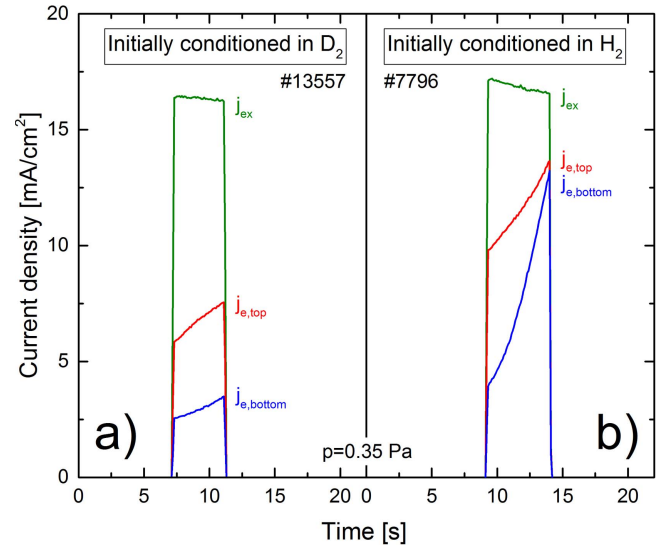 20
15
10
5
0
Current density [mA/cm²]
Initially conditioned in D₂
#13557
jₑₓ
jₑ,top
jₑ,bottom
a)
p=0.35 Pa
Initially conditioned in H₂
#7796
jₑₓ
jₑ,top
jₑ,bottom
b)
0 5 10 15 20 0 5 10 15 20
Time [s]